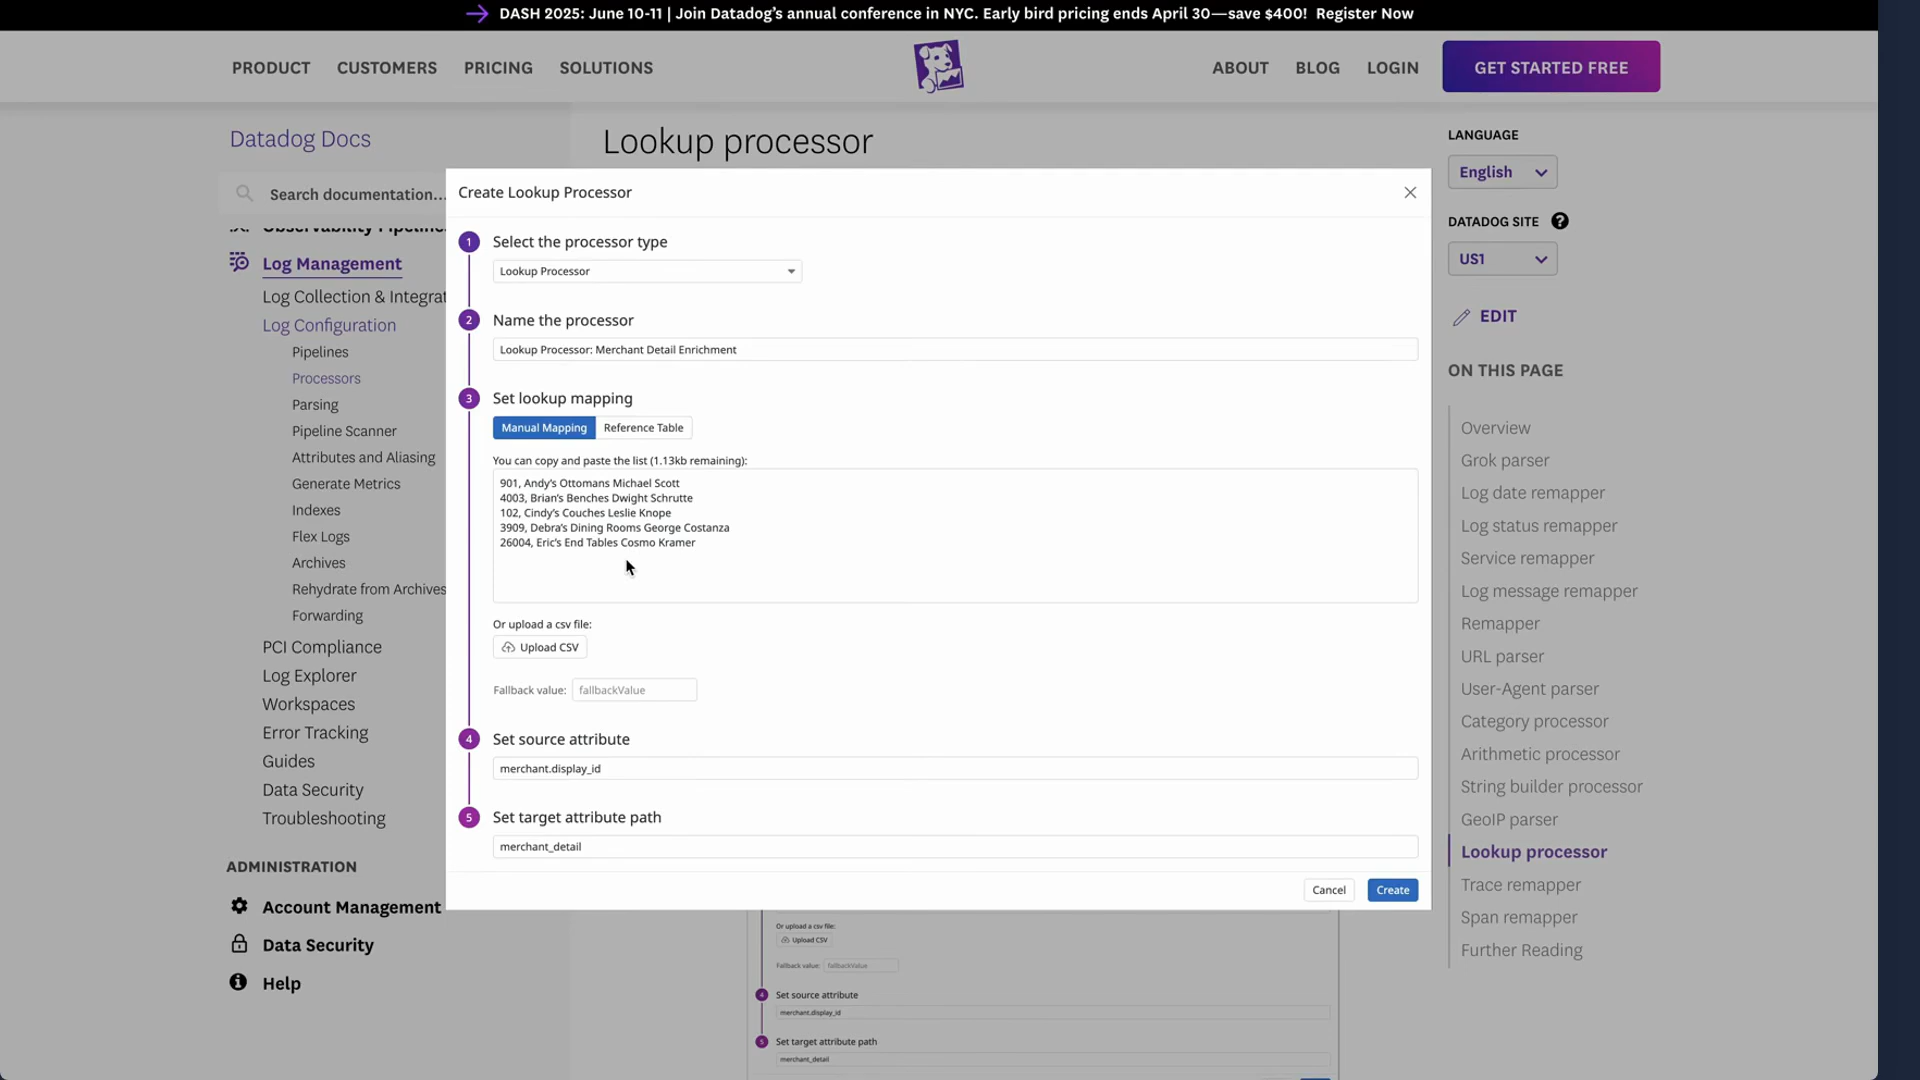 DASH 2025: June 10-11 | Join Datadog's annual conference in NYC. Early bird pricing ends April 30—save $400! Register Now
PRODUCT CUSTOMERS PRICING SOLUTIONS ABOUT BLOG LOGIN GET STARTED FREE
Datadog Docs
Search documentation...
Log Management
Log Collection & Integrat
Log Configuration
Pipelines
Processors
Parsing
Pipeline Scanner
Attributes and Aliasing
Generate Metrics
Indexes
Flex Logs
Archives
Rehydrate from Archives
Forwarding
PCI Compliance
Log Explorer
Workspaces
Error Tracking
Guides
Data Security
Troubleshooting
ADMINISTRATION
Account Management
Data Security
Help
Lookup processor
Create Lookup Processor
1 Select the processor type
Lookup Processor
2 Name the processor
Lookup Processor: Merchant Detail Enrichment
3 Set lookup mapping
Manual Mapping Reference Table
You can copy and paste the list (1.13kb remaining):
901, Andy's Ottomans Michael Scott
4003, Brian's Benches Dwight Schrutte
102, Cindy's Couches Leslie Knope
3909, Debra's Dining Rooms George Costanza
26004, Eric's End Tables Cosmo Kramer
Or upload a csv file:
Upload CSV
Fallback value: fallbackValue
4 Set source attribute
merchant.display_id
5 Set target attribute path
merchant_detail
Cancel Create
Or upload a csv file:
Upload CSV
Fallback value: fallbackValue
4 Set source attribute
merchant.display_id
5 Set target attribute path
merchant_detail
LANGUAGE
English
DATADOG SITE ?
US1
EDIT
ON THIS PAGE
Overview
Grok parser
Log date remapper
Log status remapper
Service remapper
Log message remapper
Remapper
URL parser
User-Agent parser
Category processor
Arithmetic processor
String builder processor
GeoIP parser
Lookup processor
Trace remapper
Span remapper
Further Reading